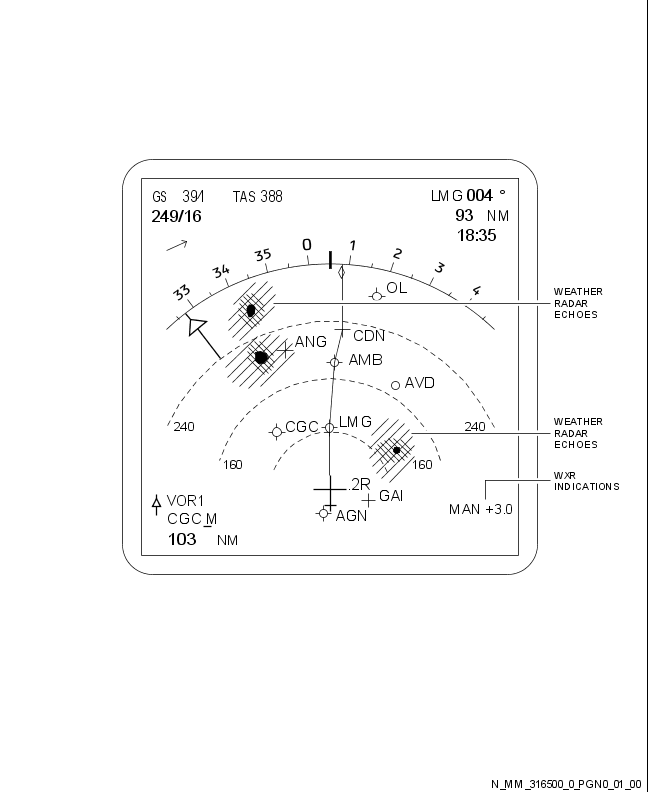 GS 394 TAS 388
LMG 004 °
249/16
93 NM
18:35
33 34 35 0 1 2 3 4
OL
WEATHER
RADAR
ECHOES
CDN
ANG
AMB
AVD
240
CGC
LMG
240
WEATHER
RADAR
ECHOES
160
160
.2R
GAI
WXR
INDICATIONS
VOR1
MAN +3.0
CGC M
AGN
103 NM
N_MM_316500_0_PGN0_01_00